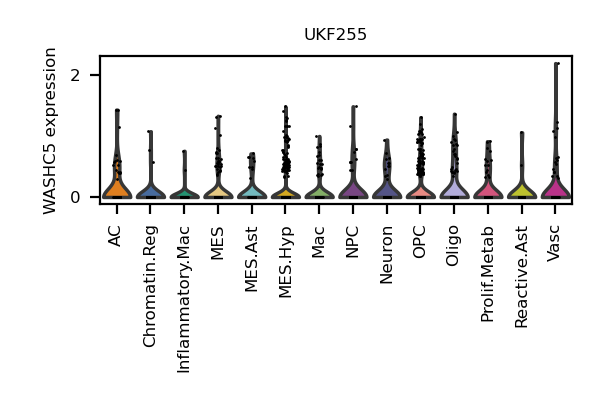 UKF255
WASHC5 expression
2
0
AC
Chromatin.Reg
Inflammatory.Mac
MES
MES.Ast
MES.Hyp
Mac
NPC
Neuron
OPC
Oligo
Prolif.Metab
Reactive.Ast
Vasc